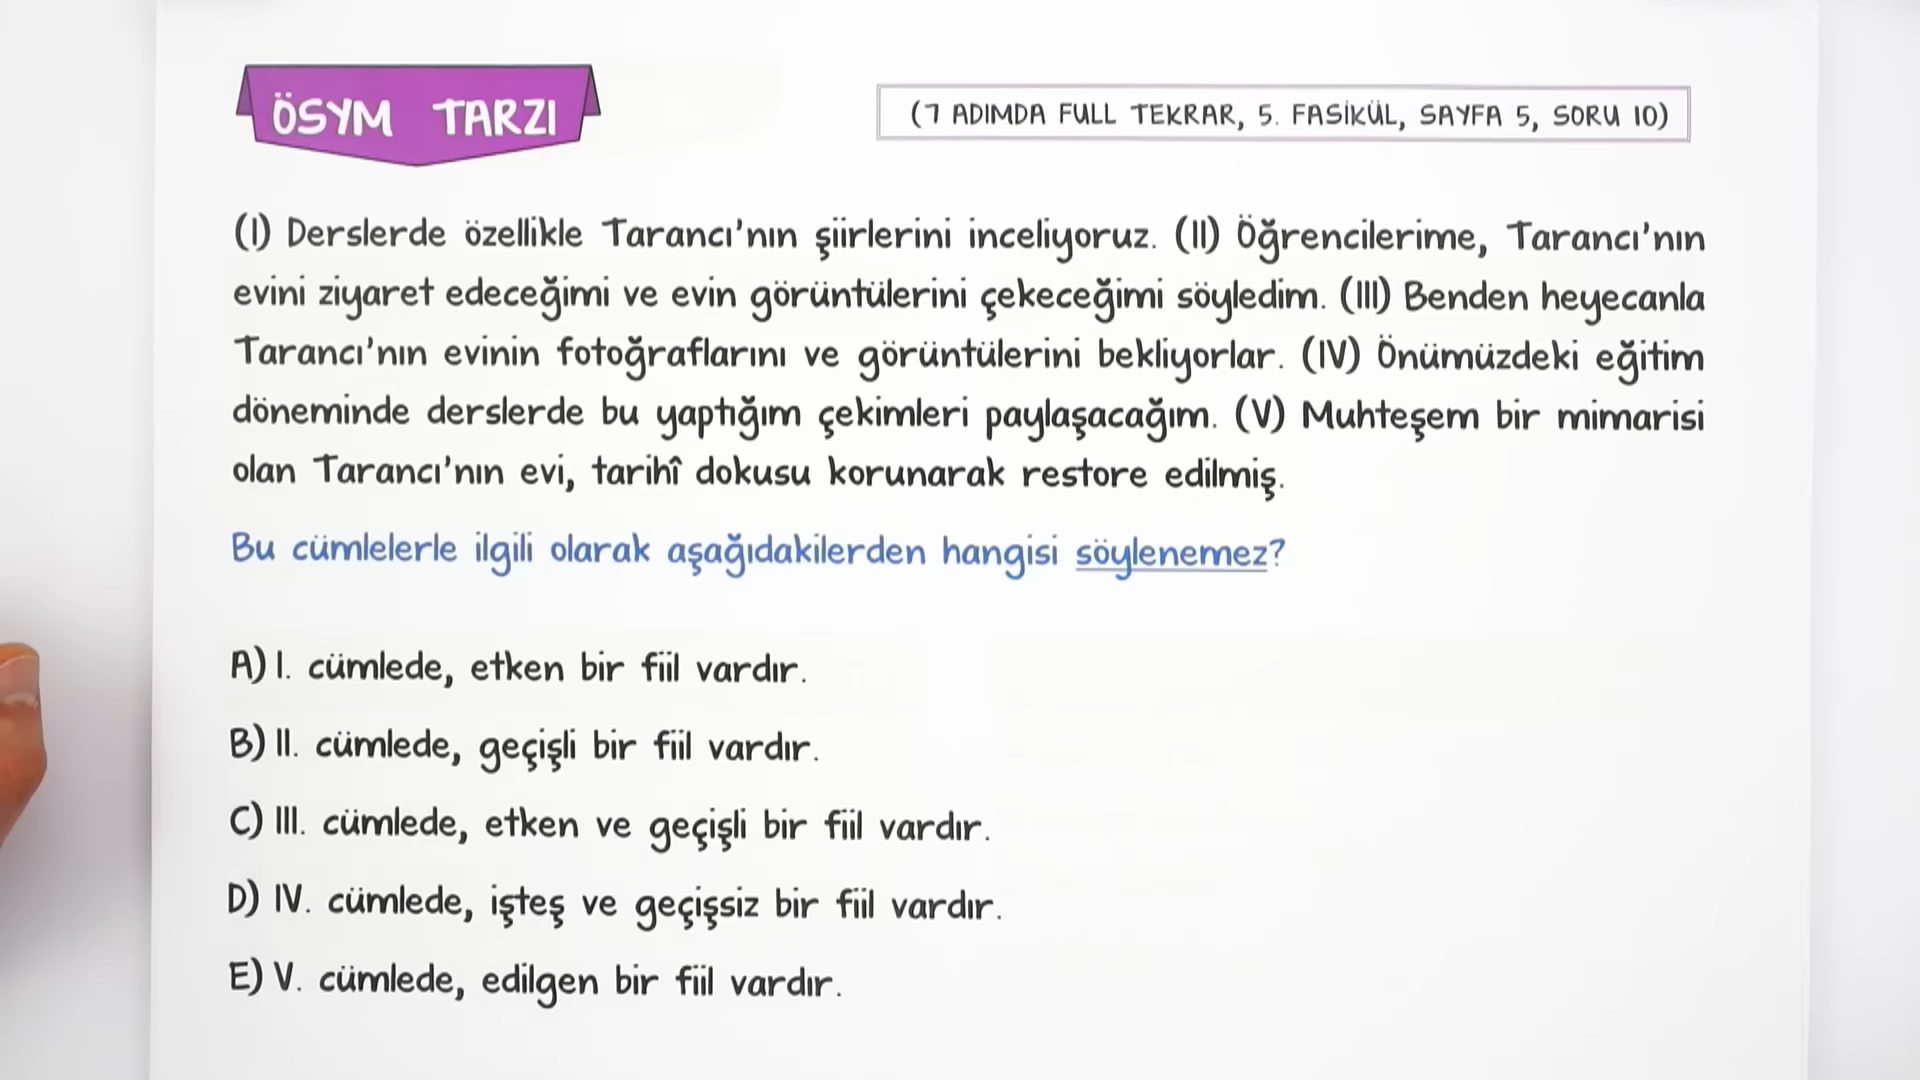 ÖSYM TARZI
(7 ADIMDA FULL TEKRAR, 5. FASİKÜL, SAYFA 5, SORU 10)
(I) Derslerde özellikle Tarancı'nın şiirlerini inceliyoruz. (II) Öğrencilerime, Tarancı'nın
evini ziyaret edeceğimi ve evin görüntülerini çekeceğimi söyledim. (III) Benden heyecanla
Tarancı'nın evinin fotoğraflarını ve görüntülerini bekliyorlar. (IV) Önümüzdeki eğitim
döneminde derslerde bu yaptığım çekimleri paylaşacağım. (V) Muhteşem bir mimarisi
olan Tarancı'nın evi, tarihî dokusu korunarak restore edilmiş.
Bu cümlelerle ilgili olarak aşağıdakilerden hangisi söylenemez?
A) I. cümlede, etken bir fiil vardır.
B) II. cümlede, geçişli bir fiil vardır.
C) III. cümlede, etken ve geçişli bir fiil vardır.
D) IV. cümlede, işteş ve geçişsiz bir fiil vardır.
E) V. cümlede, edilgen bir fiil vardır.